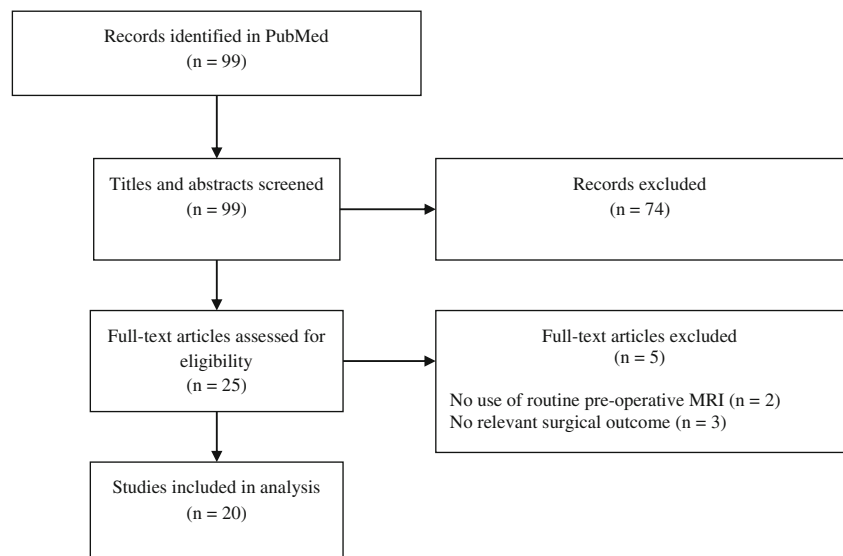 Records identified in PubMed
(n = 99)
Titles and abstracts screened
(n = 99)
Records excluded
(n = 74)
Full-text articles assessed for
eligibility
(n = 25)
Full-text articles excluded
(n = 5)
No use of routine pre-operative MRI (n = 2)
No relevant surgical outcome (n = 3)
Studies included in analysis
(n = 20)